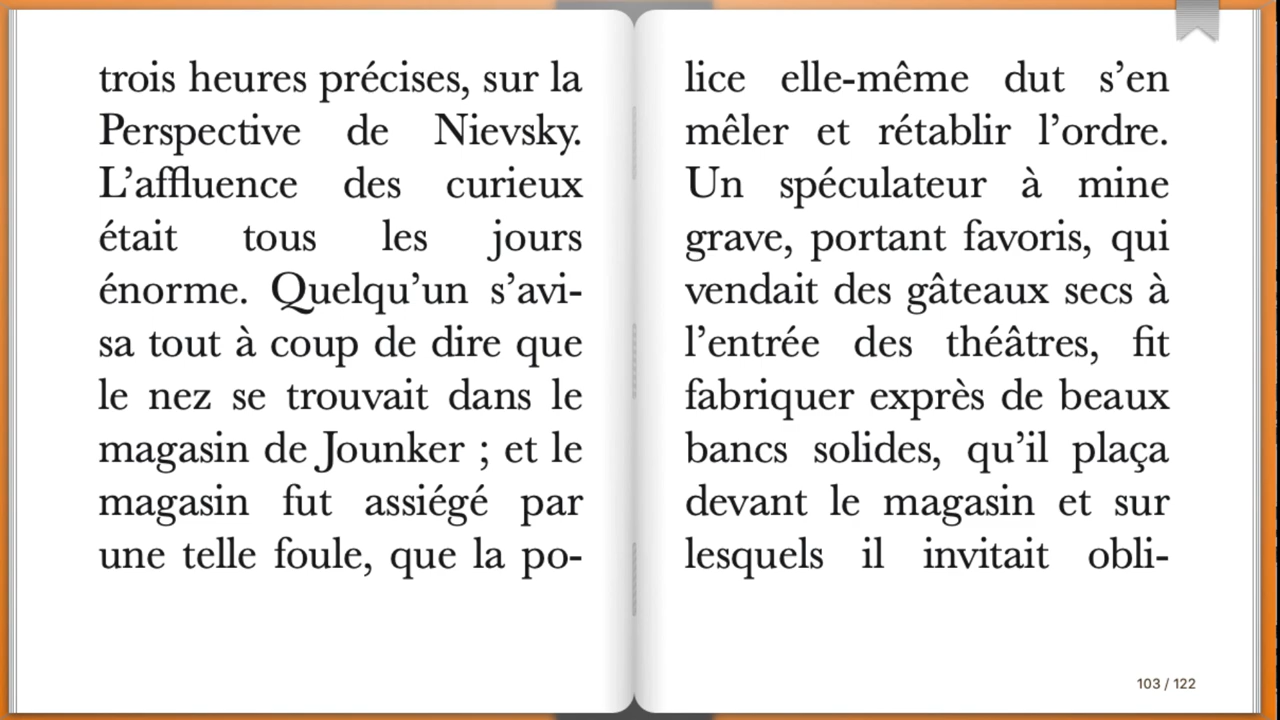 trois heures précises, sur la
Perspective de Nievsky.
L’affluence des curieux
était tous les jours
énorme. Quelqu’un s’avi-
sa tout à coup de dire que
le nez se trouvait dans le
magasin de Jounker ; et le
magasin fut assiégé par
une telle foule, que la po-
lice elle-même dut s’en
mêler et rétablir l’ordre.
Un spéculateur à mine
grave, portant favoris, qui
vendait des gâteaux secs à
l’entrée des théâtres, fit
fabriquer exprès de beaux
bancs solides, qu’il plaça
devant le magasin et sur
lesquels il invitait obli-
103 / 122